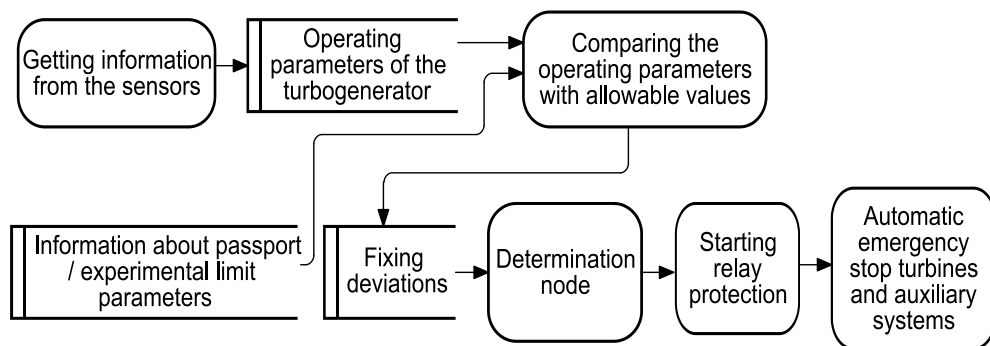 Getting information
from the sensors
Operating
parameters of the
turbogenerator
Comparing the
operating parameters
with allowable values
Information about passport
/ experimental limit
parameters
Fixing
deviations
Determination
node
Starting
relay
protection
Automatic
emergency
stop turbines
and auxiliary
systems